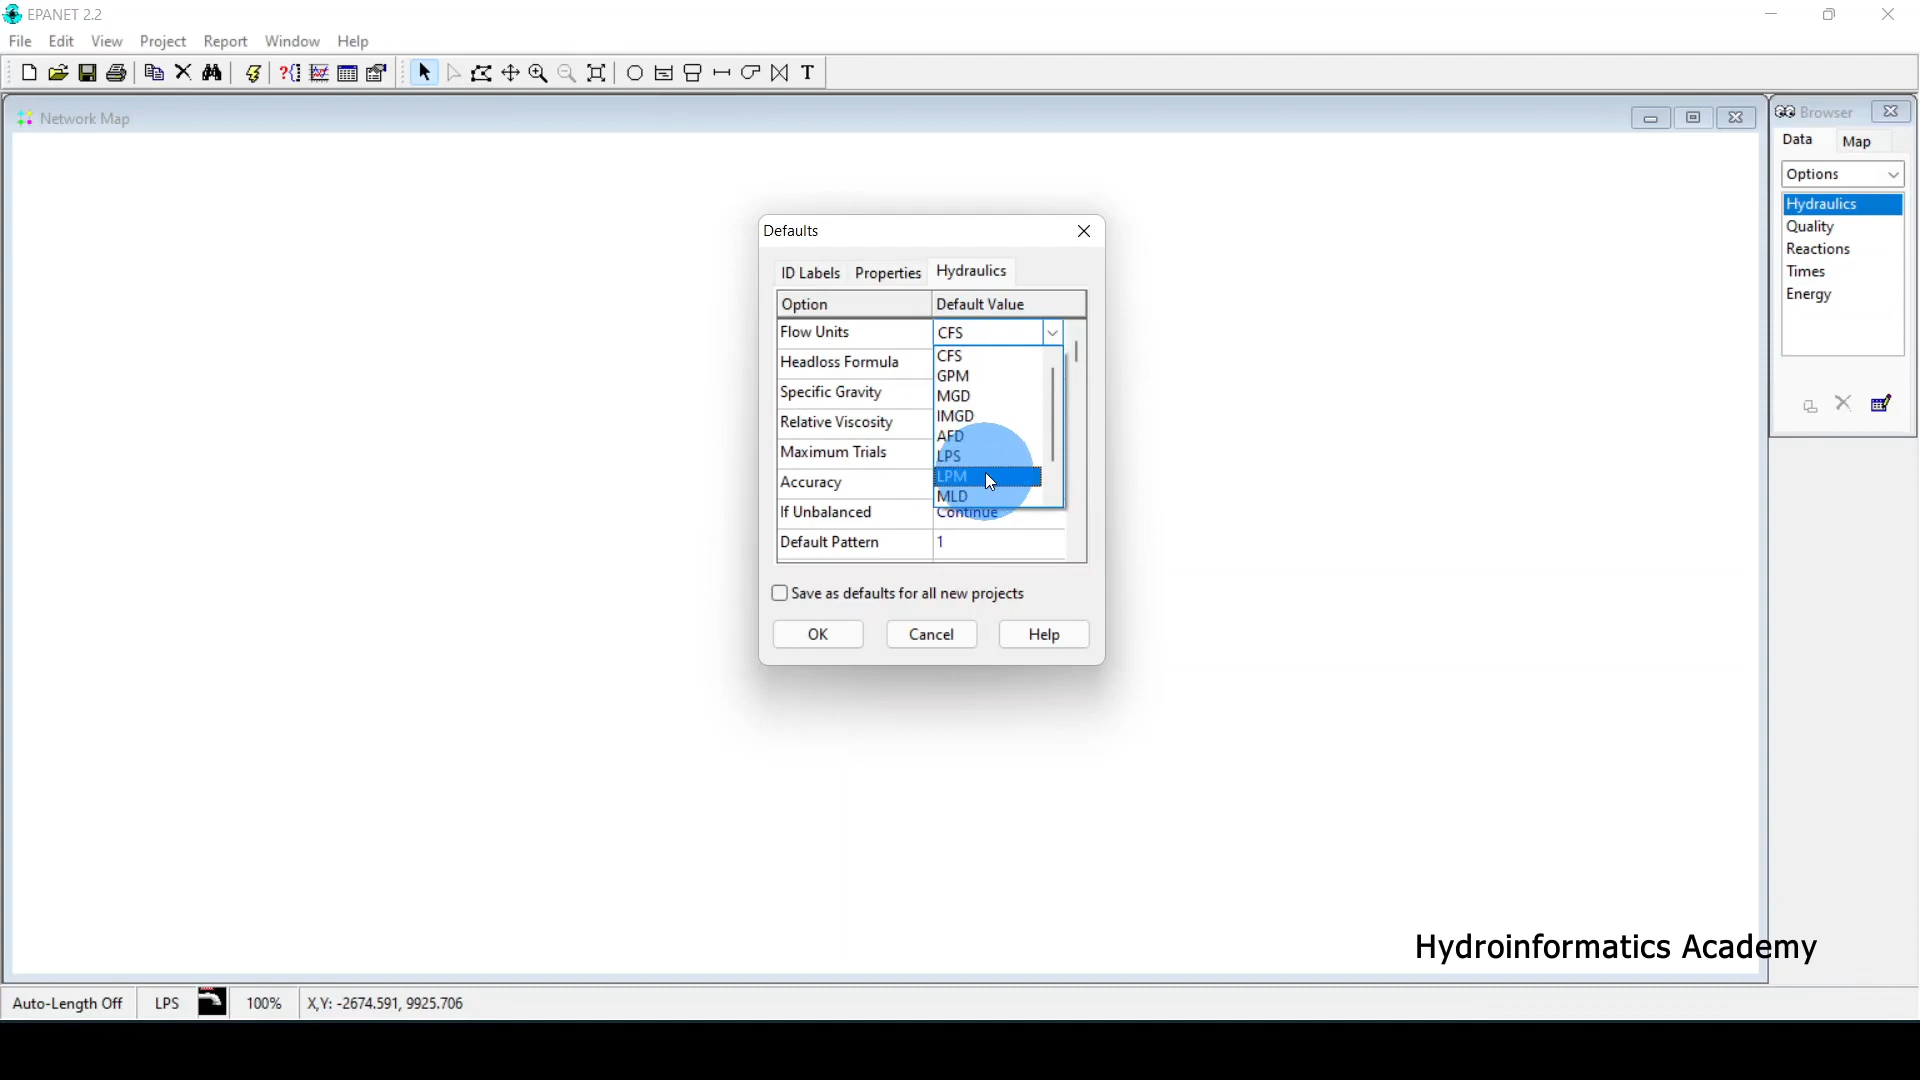 EPANET 2.2
File Edit View Project Report Window Help
Network Map
Browser
Data Map
Options
Hydraulics
Quality
Reactions
Times
Energy
Defaults
ID Labels Properties Hydraulics
Option Default Value
Flow Units CFS
Headloss Formula
Specific Gravity
Relative Viscosity
Maximum Trials
Accuracy
If Unbalanced Continue
Default Pattern 1
CFS
GPM
MGD
IMGD
AFD
LPS
LPM
MLD
Save as defaults for all new projects
OK Cancel Help
Hydroinformatics Academy
Auto-Length Off LPS 100% X,Y: -2674.591, 9925.706